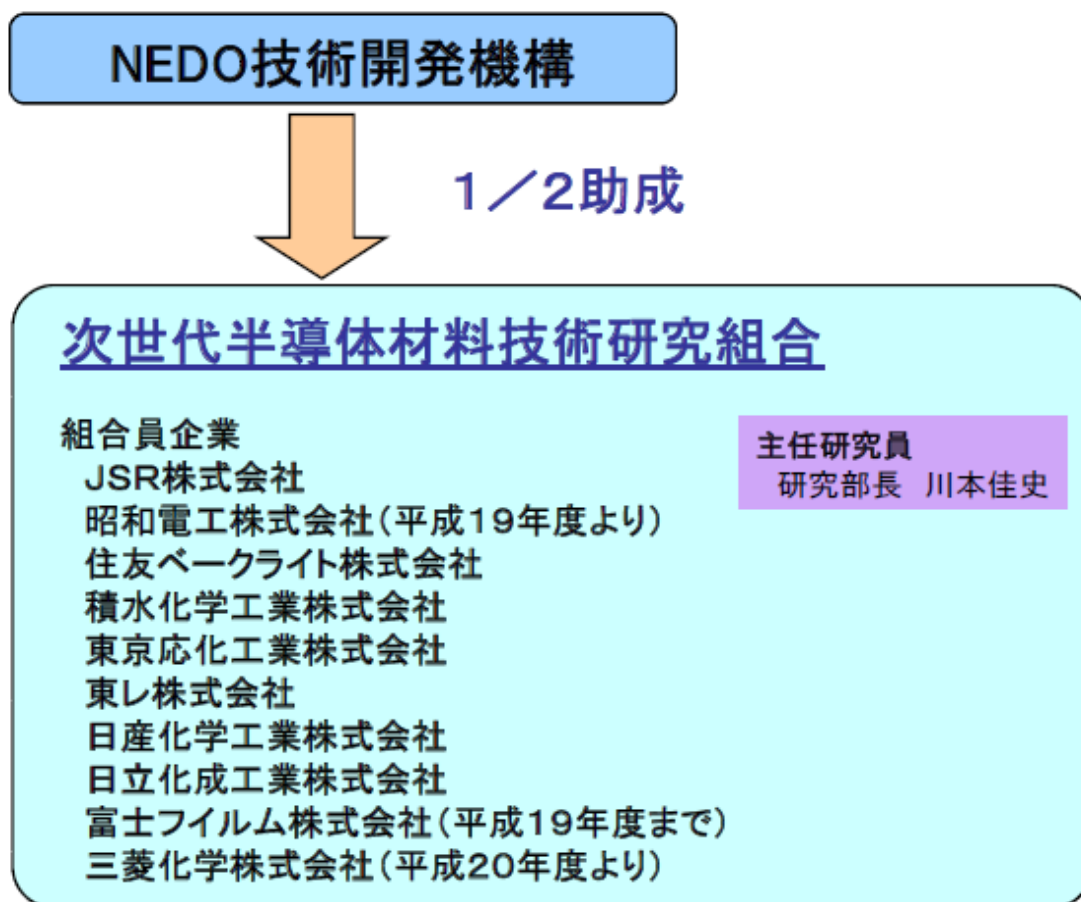 NEDO技術開発機構
1/2助成
次世代半導体材料技術研究組合
組合員企業
JSR株式会社
昭和電工株式会社(平成19年度より)
住友ベークライト株式会社
積水化学工業株式会社
東京応化工業株式会社
東レ株式会社
日産化学工業株式会社
日立化成工業株式会社
富士フイルム株式会社(平成19年度まで)
三菱化学株式会社(平成20年度より)
主任研究員
研究部長 川本佳史